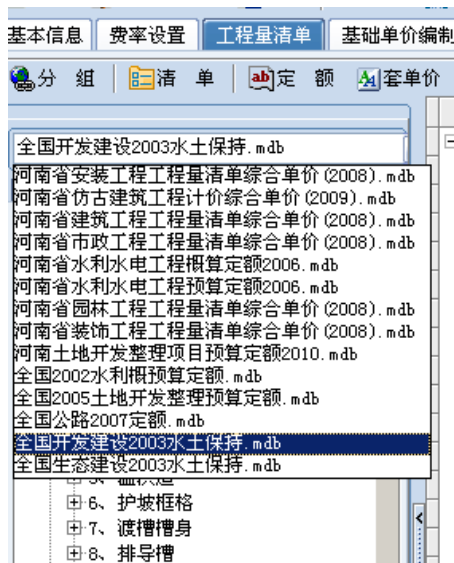 基本信息 费率设置 工程量清单 基础单价编制
分 组 清 单 ab 定 额 A 套单价
全国开发建设2003水土保持.mdb
河南省安装工程工程量清单综合单价(2008).mdb
河南省仿古建筑工程计价综合单价(2009).mdb
河南省建筑工程工程量清单综合单价(2008).mdb
河南省市政工程工程量清单综合单价(2008).mdb
河南省水利水电工程概算定额2006.mdb
河南省水利水电工程预算定额2006.mdb
河南省园林工程工程量清单综合单价(2008).mdb
河南省装饰工程工程量清单综合单价(2008).mdb
河南土地开发整理项目预算定额2010.mdb
全国2002水利概预算定额.mdb
全国2005土地开发整理预算定额.mdb
全国公路2007定额.mdb
全国开发建设2003水土保持.mdb
全国生态建设2003水土保持.mdb
6、护坡框格
7、渡槽槽身
8、排导槽